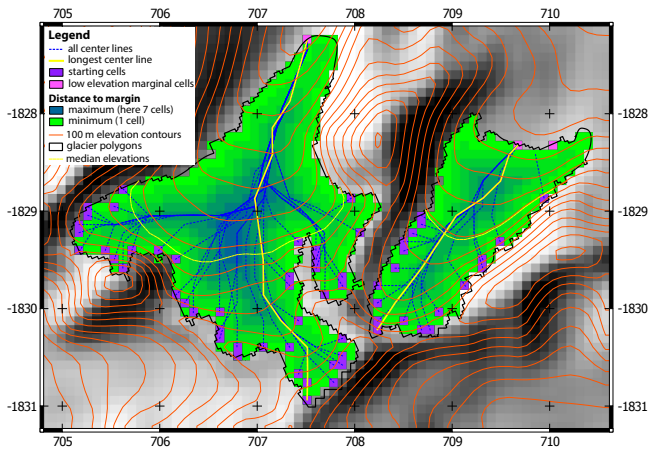 705 706 707 708 709 710
Legend
all center lines
longest center line
starting cells
low elevation marginal cells
Distance to margin
maximum (here 7 cells)
minimum (1 cell)
100 m elevation contours
glacier polygons
median elevations
-1828 -1828
-1829 -1829
-1830 -1830
-1831 -1831
705 706 707 708 709 710